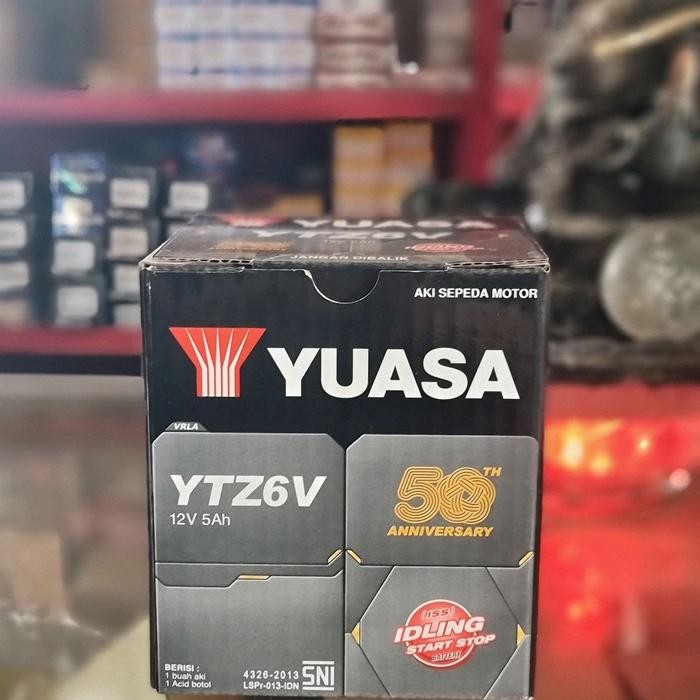 YUASA
YTZ6V
JANGAN DIBALIK
AKI SEPEDA MOTOR
YUASA
VRLA
YTZ6V
12V 5Ah
50TH
ANNIVERSARY
ISS
IDLING
START STOP
BATTERY
BERISI :
1 buah aki
1 Acid botol
4326-2013
LSPr-013-IDN
SNI